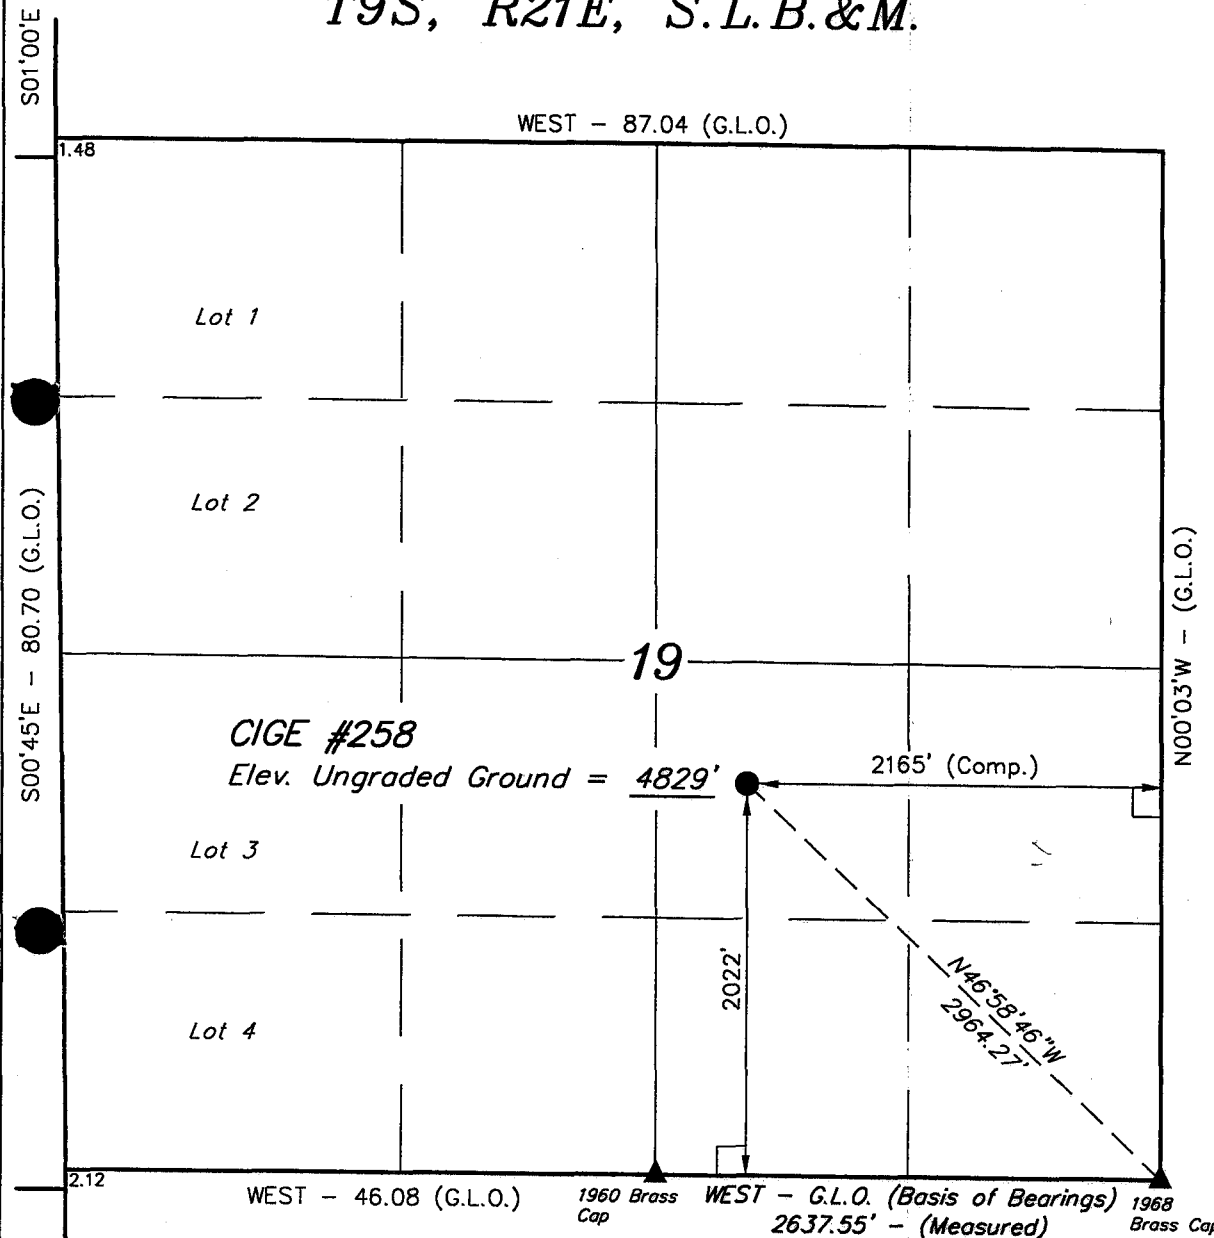 T9S, R21E, S.L.B.&M.
S01°00'E
WEST – 87.04 (G.L.O.)
1.48
Lot 1
Lot 2
S00°45'E – 80.70 (G.L.O.)
N00°03'W – (G.L.O.)
19
CIGE #258
Elev. Ungraded Ground = 4829'
2165' (Comp.)
Lot 3
2022'
N46°58'46"W
2964.27'
Lot 4
2.12
WEST – 46.08 (G.L.O.)
1960 Brass
Cap
WEST – G.L.O. (Basis of Bearings)
2637.55' – (Measured)
1968
Brass Cap